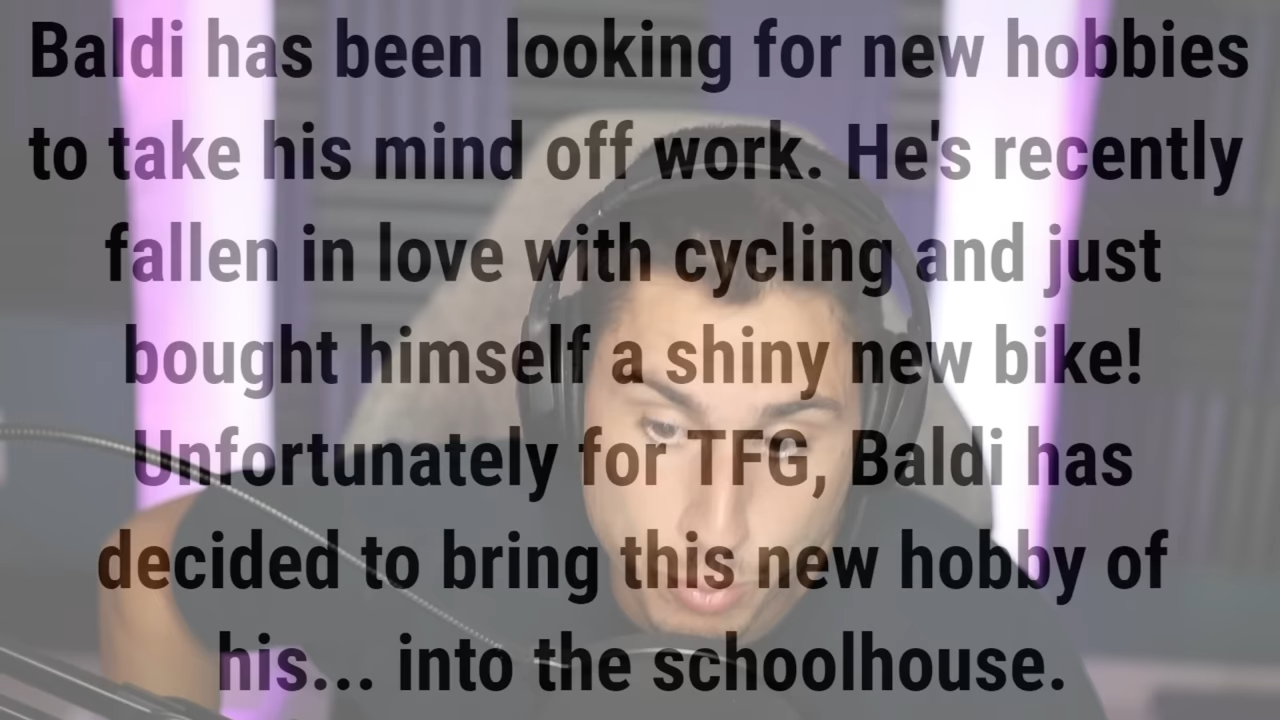 Baldi has been looking for new hobbies
to take his mind off work. He's recently
fallen in love with cycling and just
bought himself a shiny new bike!
Unfortunately for TFG, Baldi has
decided to bring this new hobby of
his... into the schoolhouse.